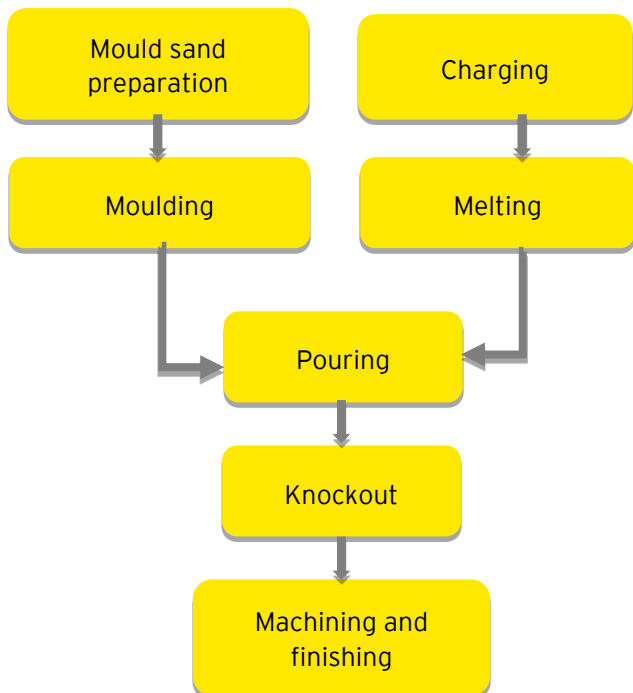 Mould sand
preparation
Charging
Moulding
Melting
Pouring
Knockout
Machining and
finishing